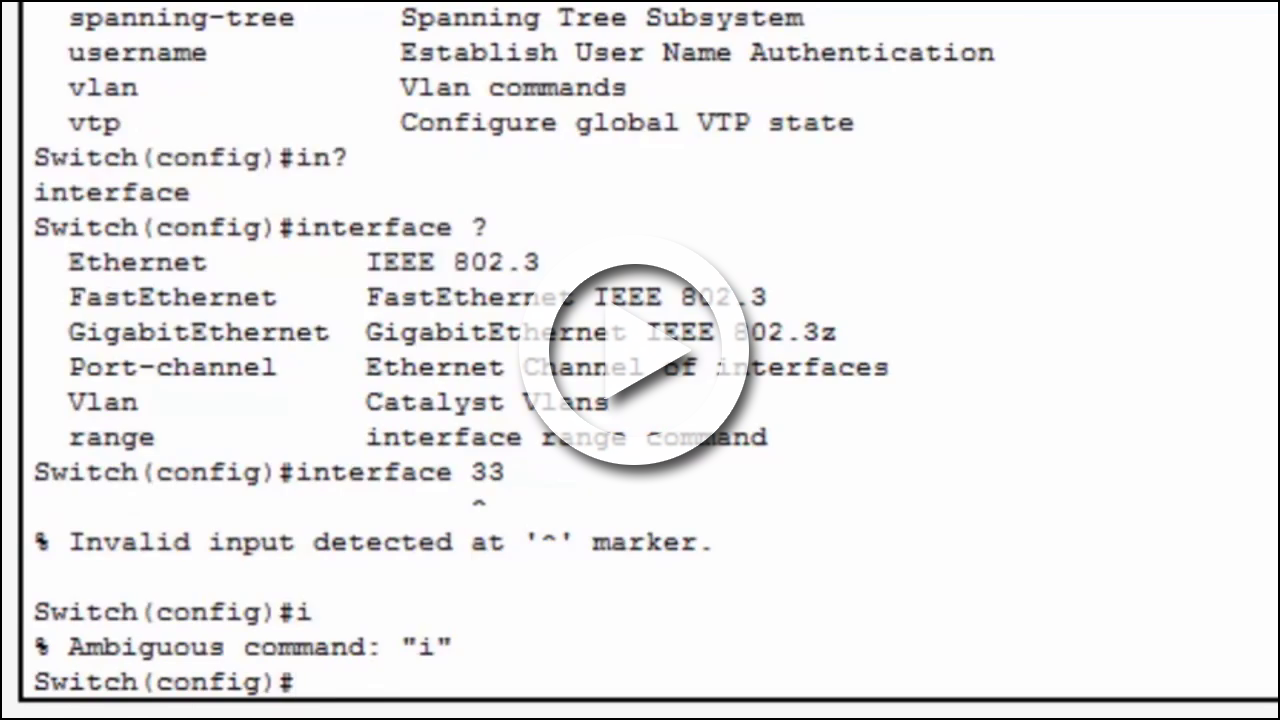 spanning-tree Spanning Tree Subsystem
username Establish User Name Authentication
vlan Vlan commands
vtp Configure global VTP state
Switch(config)#in?
interface
Switch(config)#interface ?
Ethernet IEEE 802.3
FastEthernet FastEthernet IEEE 802.3
GigabitEthernet GigabitEthernet IEEE 802.3z
Port-channel Ethernet Channel of interfaces
Vlan Catalyst Vlans
range interface range command
Switch(config)#interface 33
^
% Invalid input detected at '^' marker.
Switch(config)#i
% Ambiguous command: "i"
Switch(config)#